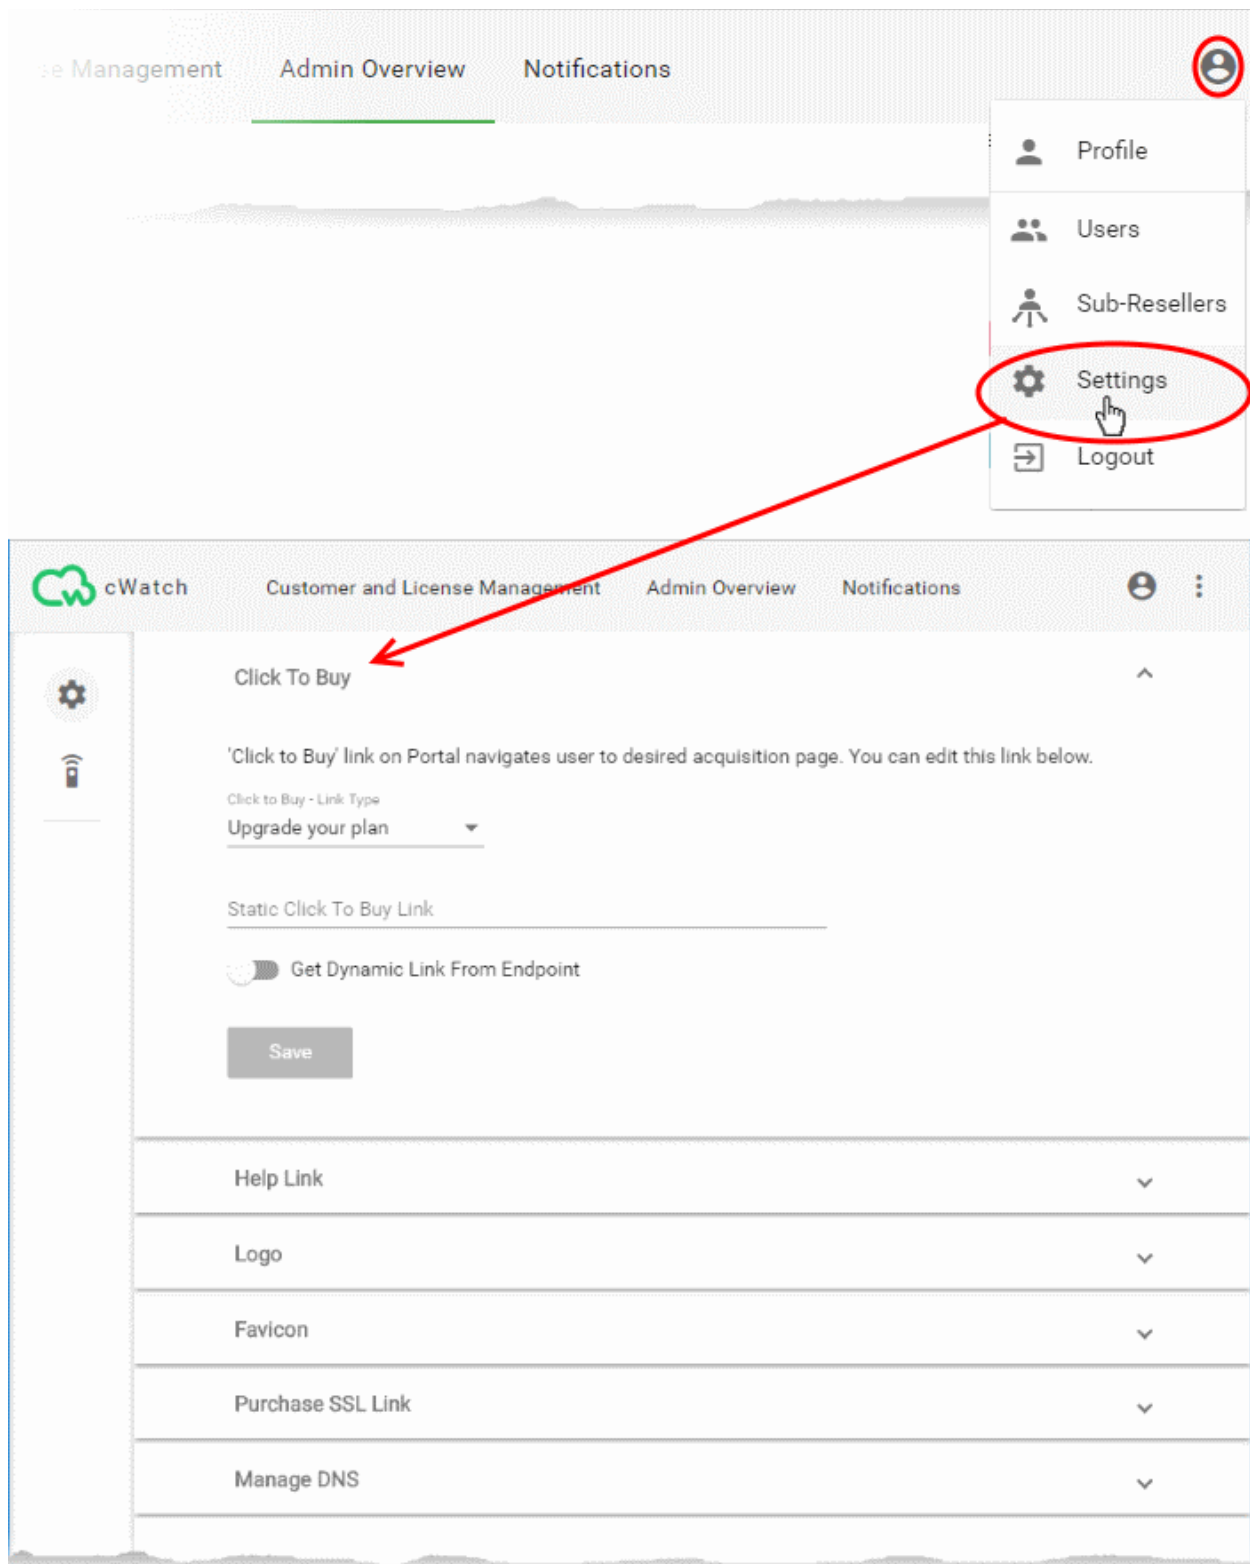 e Management Admin Overview Notifications
Profile
Users
Sub-Resellers
Settings
Logout
cWatch Customer and License Management Admin Overview Notifications
Click To Buy
'Click to Buy' link on Portal navigates user to desired acquisition page. You can edit this link below.
Click to Buy - Link Type
Upgrade your plan
Static Click To Buy Link
Get Dynamic Link From Endpoint
Save
Help Link
Logo
Favicon
Purchase SSL Link
Manage DNS